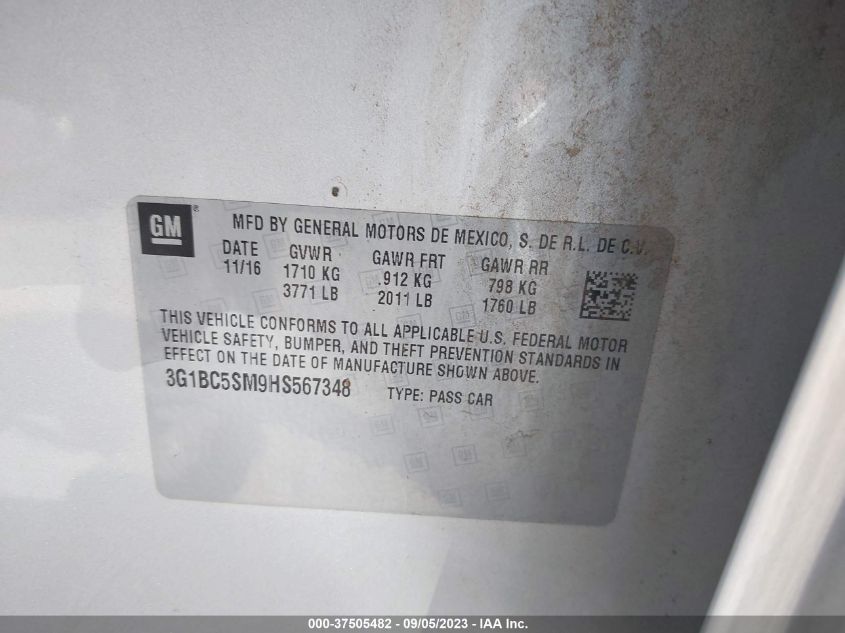 GM ®
MFD BY GENERAL MOTORS DE MEXICO, S. DE R.L. DE C.V.
DATE GVWR GAWR FRT GAWR RR
11/16 1710 KG 912 KG 798 KG
3771 LB 2011 LB 1760 LB
THIS VEHICLE CONFORMS TO ALL APPLICABLE U.S. FEDERAL MOTOR
VEHICLE SAFETY, BUMPER, AND THEFT PREVENTION STANDARDS IN
EFFECT ON THE DATE OF MANUFACTURE SHOWN ABOVE.
3G1BC5SM9HS567348 TYPE: PASS CAR
000-37505482 - 09/05/2023 - IAA Inc.